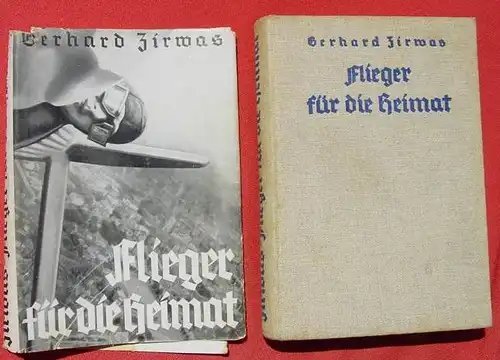 Gerhard Zirwas
Flieger
für die Heimat
Gerhard Zirwas
Flieger
für die Heimat